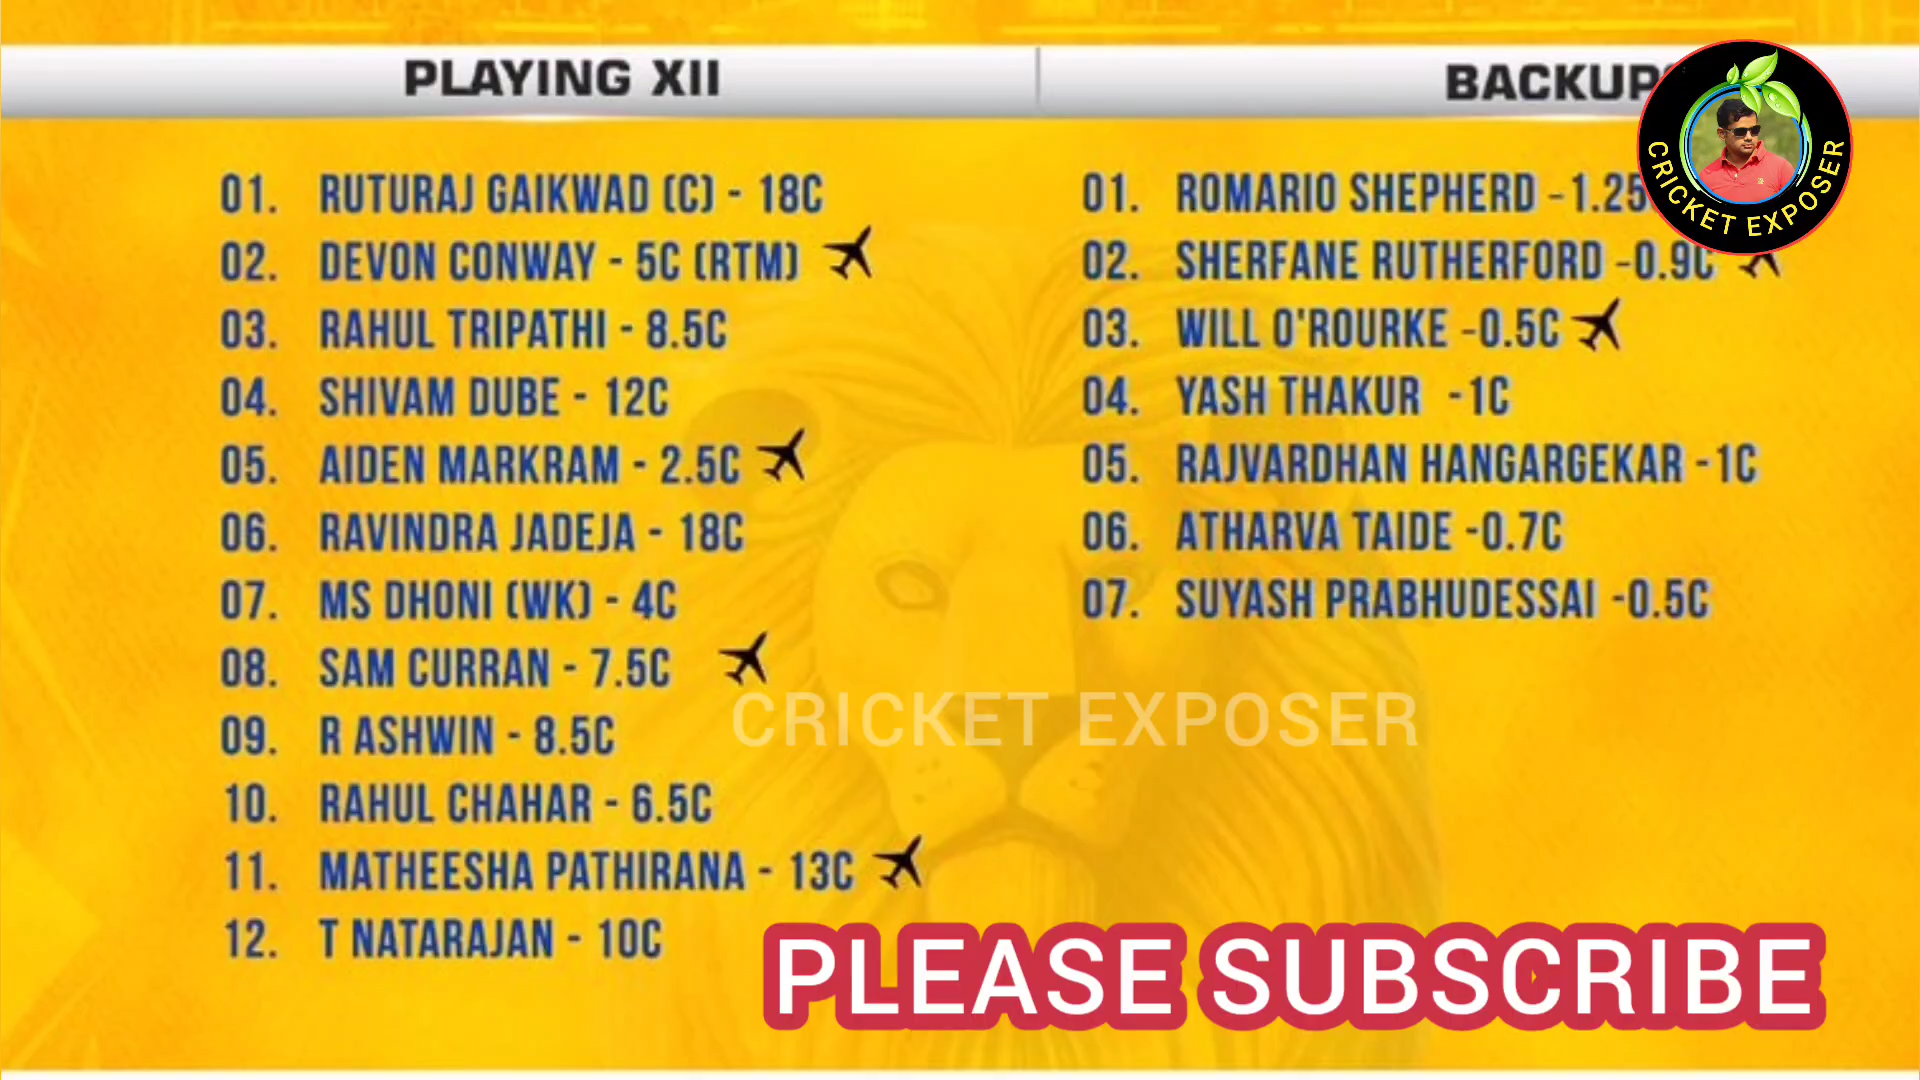 PLAYING XII
01. RUTURAJ GAIKWAD (C) - 18C
02. DEVON CONWAY - 5C (RTM)
03. RAHUL TRIPATHI - 8.5C
04. SHIVAM DUBE - 12C
05. AIDEN MARKRAM - 2.5C
06. RAVINDRA JADEJA - 18C
07. MS DHONI (WK) - 4C
08. SAM CURRAN - 7.5C
09. R ASHWIN - 8.5C
10. RAHUL CHAHAR - 6.5C
11. MATHEESHA PATHIRANA - 13C
12. T NATARAJAN - 10C
BACKUP
01. ROMARIO SHEPHERD -1.25
02. SHERFANE RUTHERFORD -0.9C
03. WILL O'ROURKE -0.5C
04. YASH THAKUR -1C
05. RAJVARDHAN HANGARGEKAR -1C
06. ATHARVA TAIDE -0.7C
07. SUYASH PRABHUDESSAI -0.5C
CRICKET EXPOSER
CRICKET EXPOSER
PLEASE SUBSCRIBE